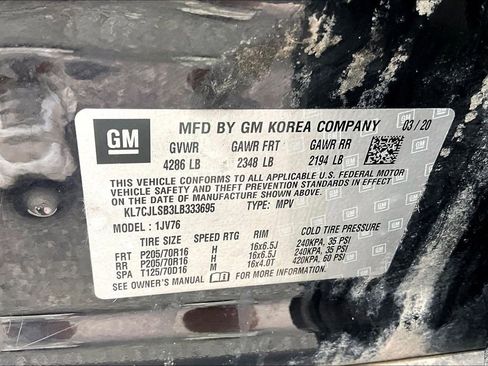 GM MFD BY GM KOREA COMPANY 03/20
GVWR GAWR FRT GAWR RR
4286 LB 2348 LB 2194 LB
THIS VEHICLE CONFORMS TO ALL APPLICABLE U.S. FEDERAL MOTOR
VEHICLE SAFETY AND THEFT PREVENTION STANDARDS IN EFFECT
ON THE DATE OF MANUFACTURE SHOWN ABOVE.
KL7CJLSB3LB333695 TYPE: MPV
MODEL : 1JV76
TIRE SIZE SPEED RTG RIM COLD TIRE PRESSURE
FRT P205/70R16 H 16x6.5J 240KPA, 35 PSI
RR P205/70R16 H 16x6.5J 240KPA, 35 PSI
SPA T125/70D16 M 16x4.0T 420KPA, 60 PSI
SEE OWNER'S MANUAL FOR MORE INFORMATION.